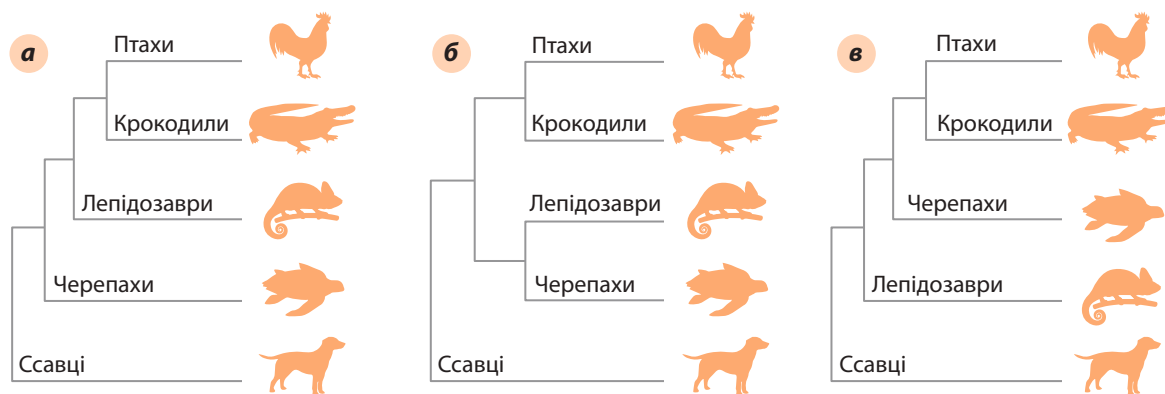 а
Птахи
Крокодили
Лепідозаври
Черепахи
Ссавці
б
Птахи
Крокодили
Лепідозаври
Черепахи
Ссавці
в
Птахи
Крокодили
Черепахи
Лепідозаври
Ссавці